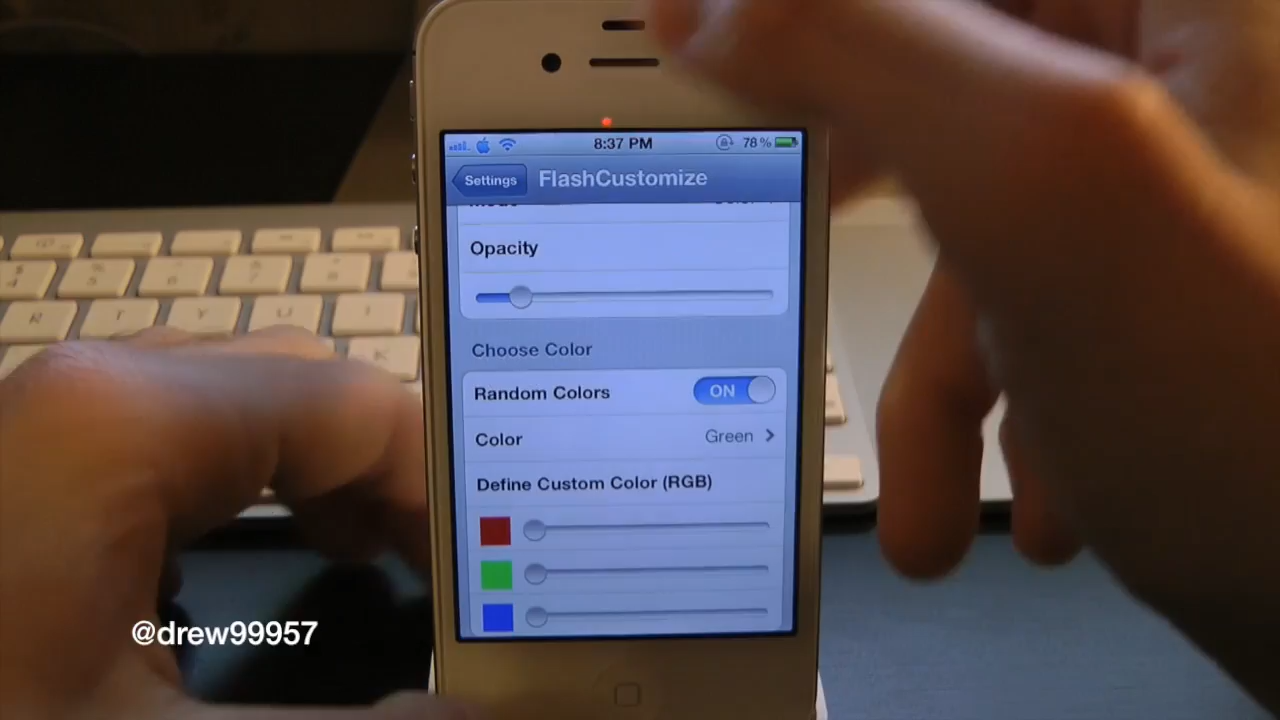 8:37 PM 78%
Settings FlashCustomize
Opacity
Choose Color
Random Colors ON
Color Green
Define Custom Color (RGB)
@drew99957
R T Y U I
K